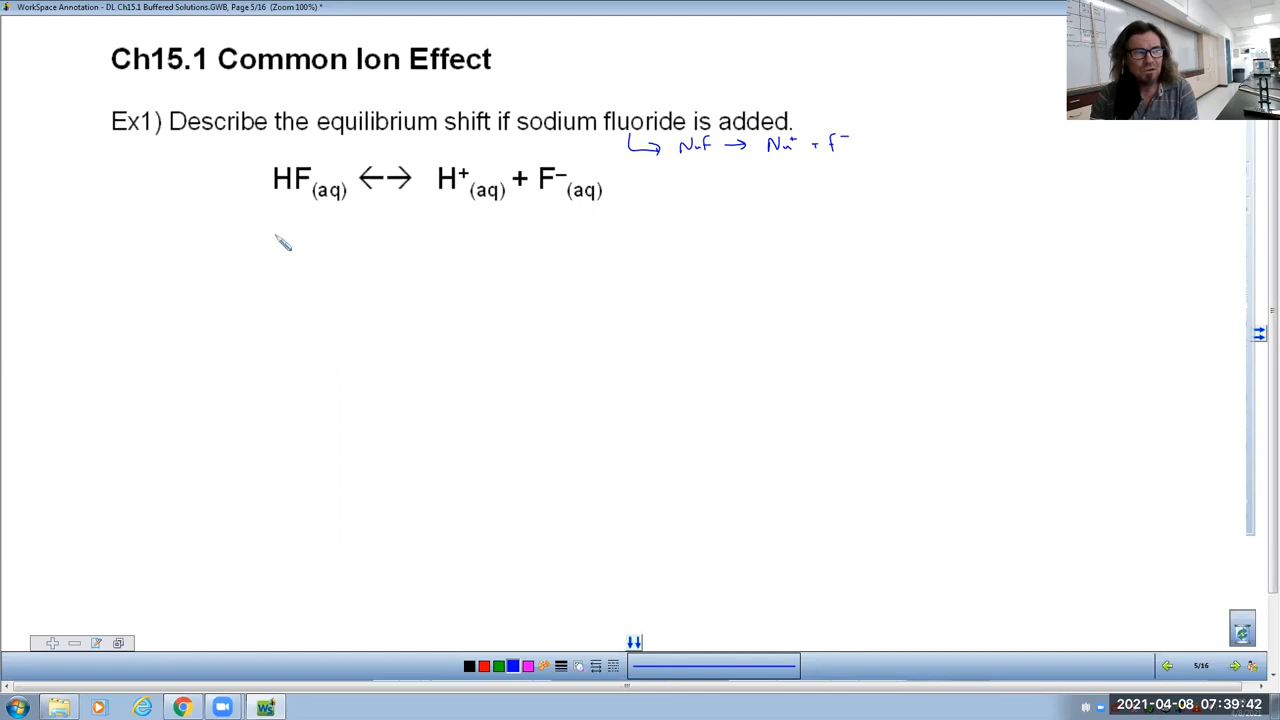 WorkSpace Annotation - DL Ch15.1 Buffered Solutions.GWB, Page 5/16 (Zoom:100%) *
Ch15.1 Common Ion Effect
Ex1) Describe the equilibrium shift if sodium fluoride is added.
NaF → Na⁺ + F⁻
HF(aq) ←→ H⁺(aq) + F⁻(aq)
5/16
2021-04-08 07:39:42